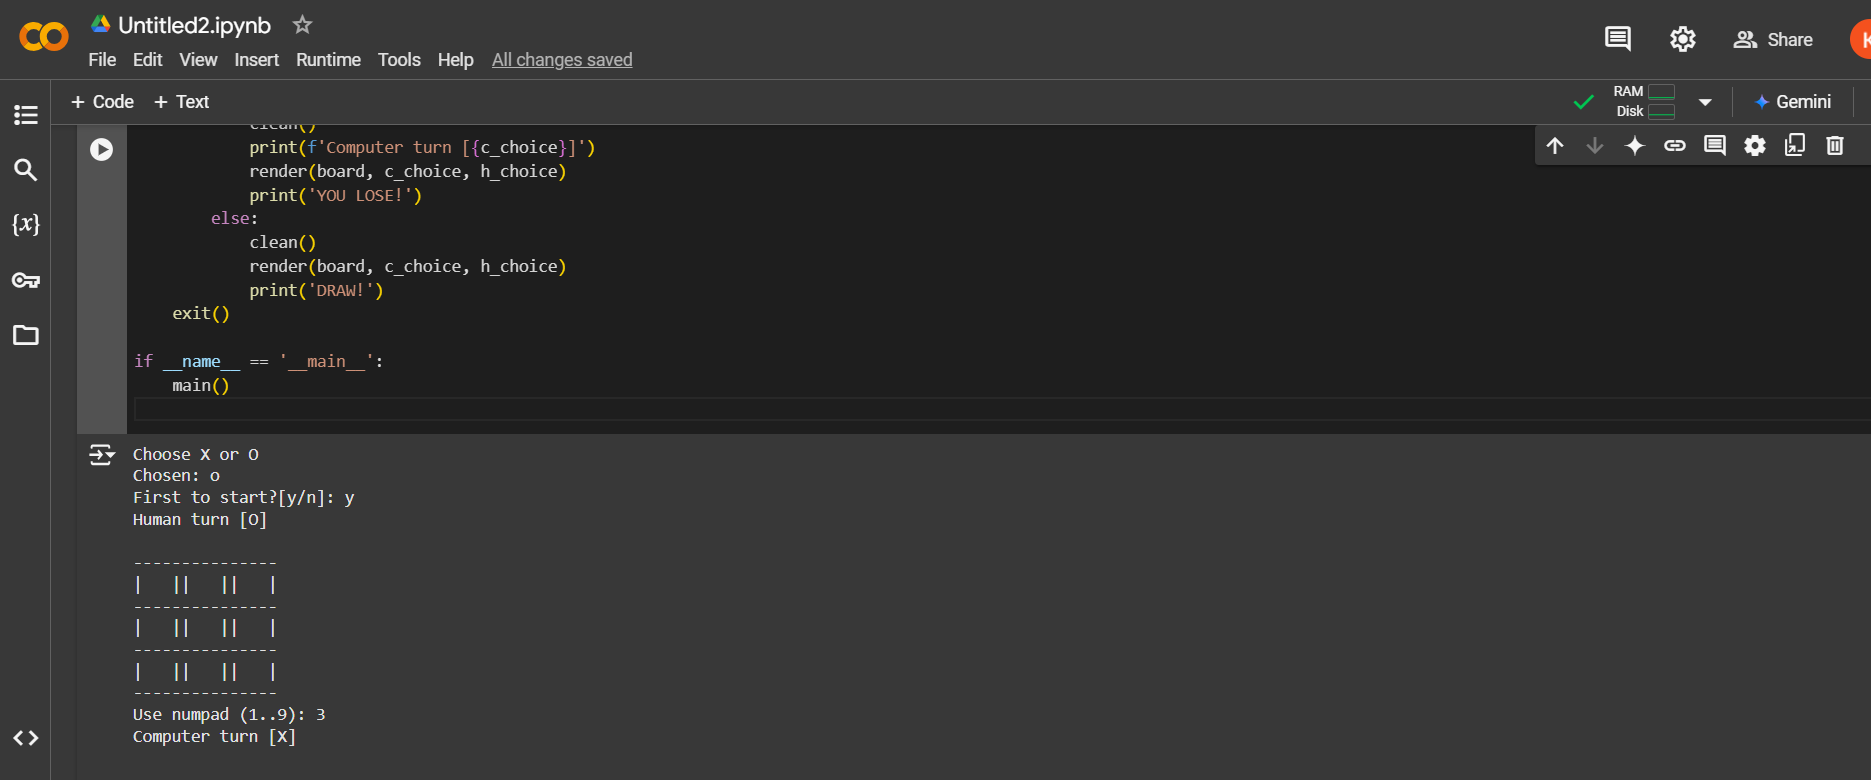 Untitled2.ipynb
File Edit View Insert Runtime Tools Help All changes saved
Share
K
+ Code + Text
RAM
Disk
Gemini
{x}
clean()
print(f'Computer turn [{c_choice}]')
render(board, c_choice, h_choice)
print('YOU LOSE!')
else:
clean()
render(board, c_choice, h_choice)
print('DRAW!')
exit()
if __name__ == '__main__':
main()
Choose X or O
Chosen: o
First to start?[y/n]: y
Human turn [O]
---------------
|   ||   ||   |
---------------
|   ||   ||   |
---------------
|   ||   ||   |
---------------
Use numpad (1..9): 3
Computer turn [X]